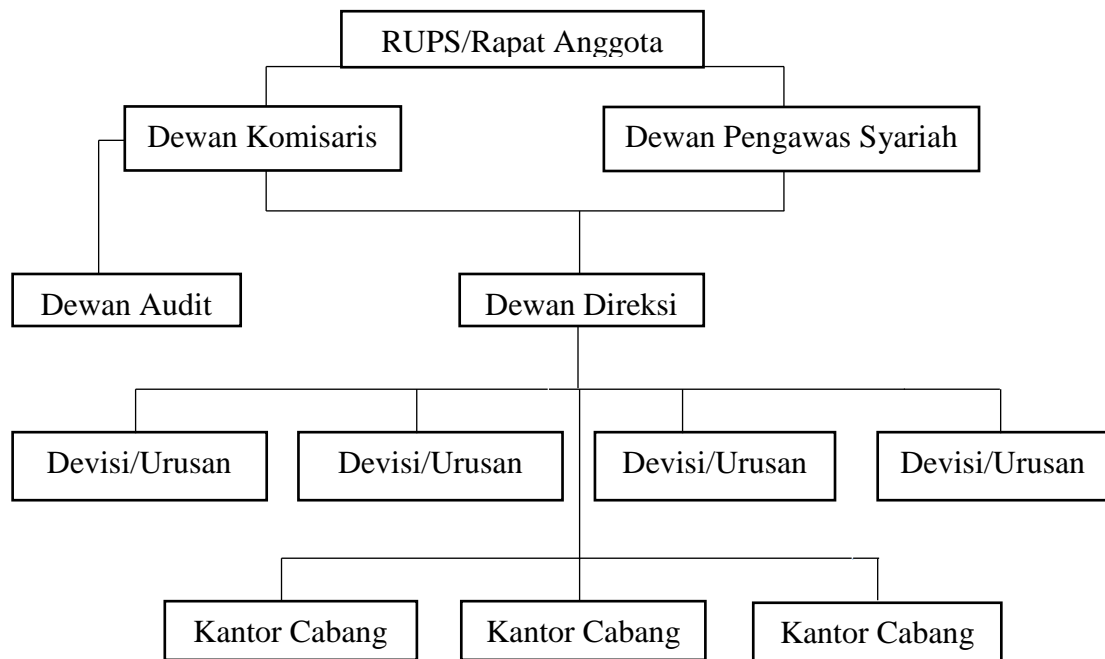 RUPS/Rapat Anggota
Dewan Komisaris
Dewan Pengawas Syariah
Dewan Audit
Dewan Direksi
Devisi/Urusan
Devisi/Urusan
Devisi/Urusan
Devisi/Urusan
Kantor Cabang
Kantor Cabang
Kantor Cabang